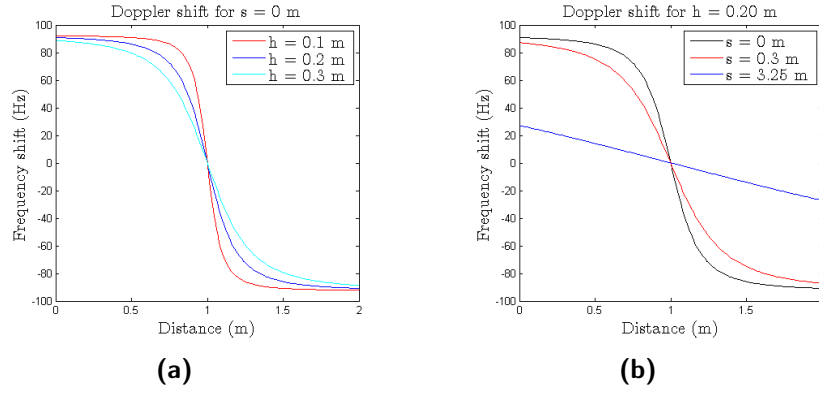 Doppler shift for s = 0 m
100
80
60
40
20
0
-20
-40
-60
-80
-100
0
0.5
1
1.5
2
Frequency shift (Hz)
Distance (m)
h = 0.1 m
h = 0.2 m
h = 0.3 m
(a)
Doppler shift for h = 0.20 m
100
80
60
40
20
0
-20
-40
-60
-80
-100
0
0.5
1
1.5
Frequency shift (Hz)
Distance (m)
s = 0 m
s = 0.3 m
s = 3.25 m
(b)